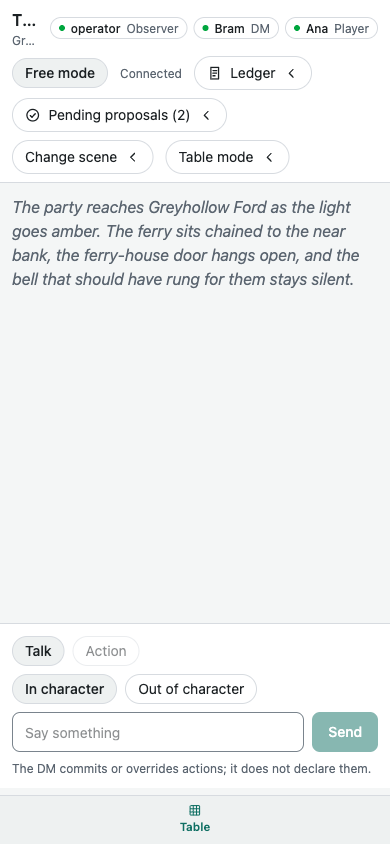 T...
Gr...
operator Observer
Bram DM
Ana Player
Free mode
Connected
Ledger
Pending proposals (2)
Change scene
Table mode
The party reaches Greyhollow Ford as the light
goes amber. The ferry sits chained to the near
bank, the ferry-house door hangs open, and the
bell that should have rung for them stays silent.
Talk
Action
In character
Out of character
Say something
Send
The DM commits or overrides actions; it does not declare them.
Table